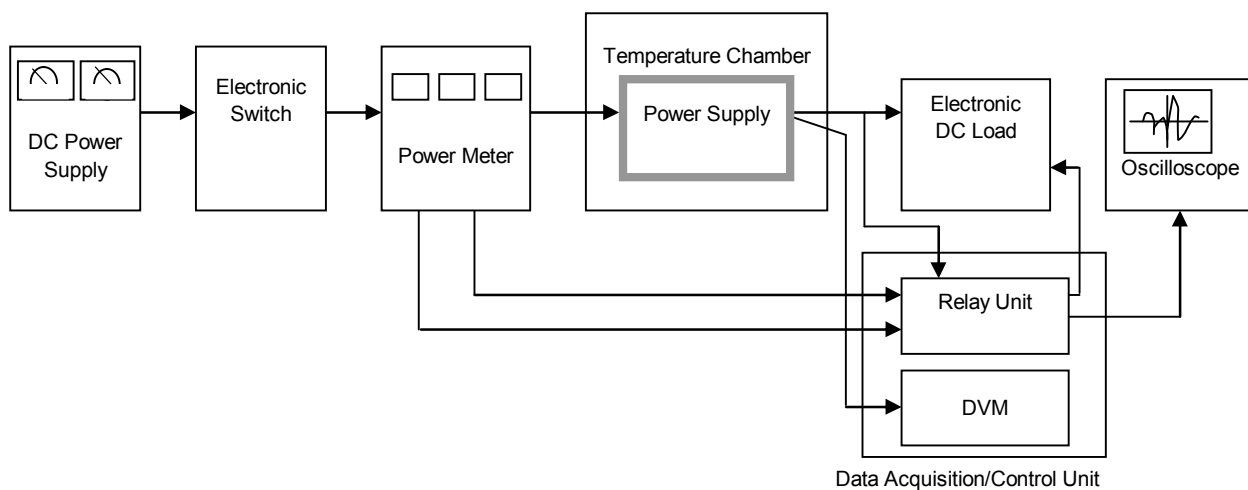 DC Power
Supply
Electronic
Switch
Power Meter
Temperature Chamber
Power Supply
Electronic
DC Load
Oscilloscope
Relay Unit
DVM
Data Acquisition/Control Unit